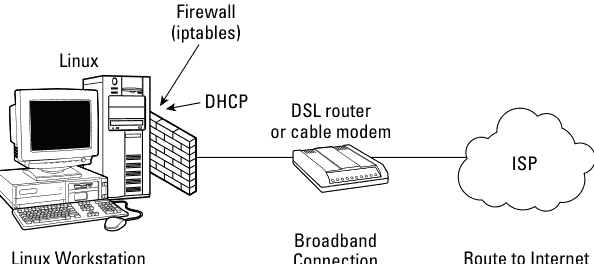 Firewall
(iptables)
Linux
DHCP
DSL router
or cable modem
ISP
Linux Workstation
Broadband
Connection
Route to Internet